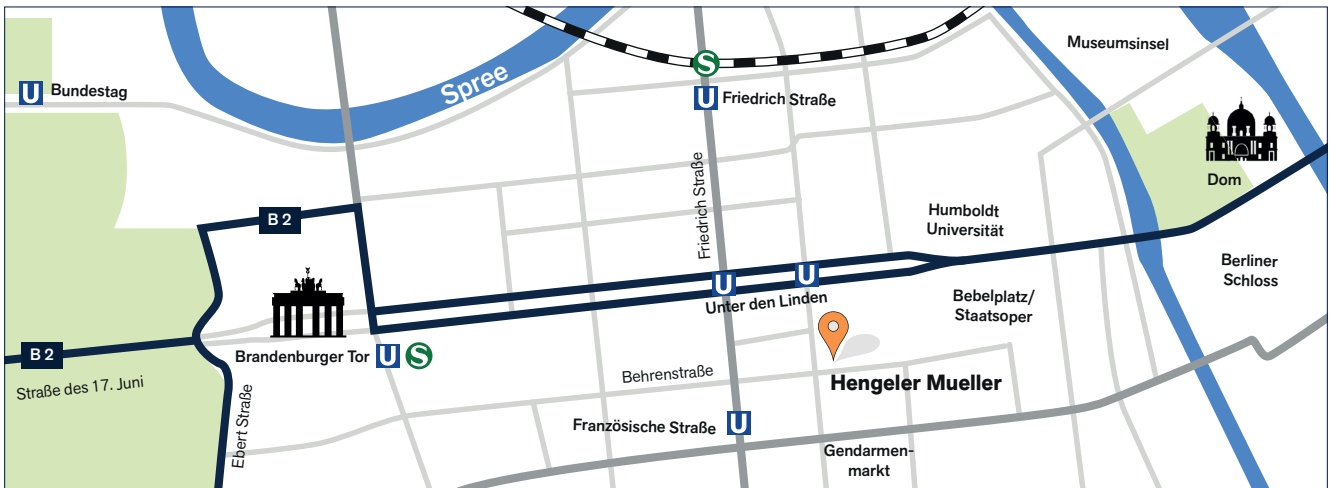 Museumsinsel
Spree
U Bundestag
S
U Friedrich Straße
Dom
Friedrich Straße
B 2
Humboldt
Universität
Berliner
Schloss
U
U
Unter den Linden
Bebelplatz/
Staatsoper
B 2
Brandenburger Tor U S
Straße des 17. Juni
Ebert Straße
Behrenstraße
Hengeler Mueller
Französische Straße U
Gendarmen-
markt